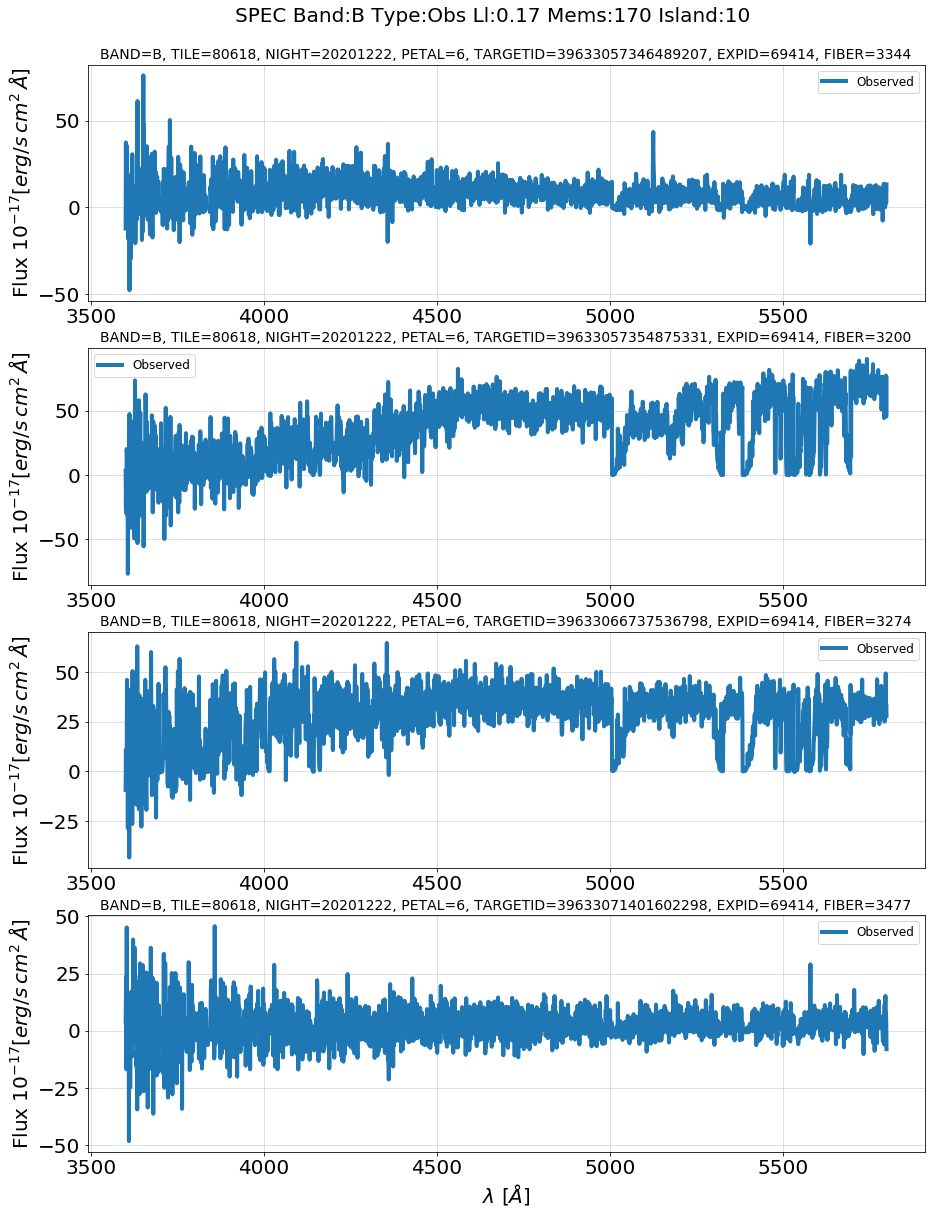 SPEC Band:B Type:Obs Ll:0.17 Mems:170 Island:10
BAND=B, TILE=80618, NIGHT=20201222, PETAL=6, TARGETID=39633057346489207, EXPID=69414, FIBER=3344
Observed
Flux 10^{-17}[erg/s cm^2 Å]
50
0
−50
3500 4000 4500 5000 5500
BAND=B, TILE=80618, NIGHT=20201222, PETAL=6, TARGETID=39633057354875331, EXPID=69414, FIBER=3200
Observed
Flux 10^{-17}[erg/s cm^2 Å]
50
0
−50
3500 4000 4500 5000 5500
BAND=B, TILE=80618, NIGHT=20201222, PETAL=6, TARGETID=39633066737536798, EXPID=69414, FIBER=3274
Observed
Flux 10^{-17}[erg/s cm^2 Å]
50
25
0
−25
3500 4000 4500 5000 5500
BAND=B, TILE=80618, NIGHT=20201222, PETAL=6, TARGETID=39633071401602298, EXPID=69414, FIBER=3477
Observed
Flux 10^{-17}[erg/s cm^2 Å]
50
25
0
−25
−50
3500 4000 4500 5000 5500
λ [Å]